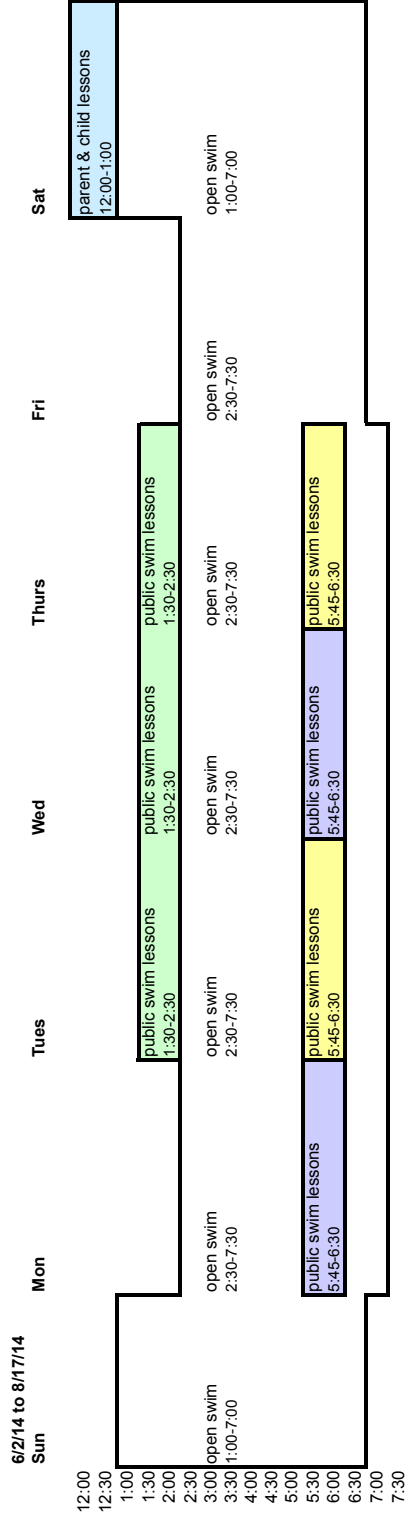 6/2/14 to 8/17/14
Sun Mon Tues Wed Thurs Fri Sat
12:00 parent & child lessons
12:30 12:00-1:00
1:00
1:30 public swim lessons public swim lessons public swim lessons
2:00 1:30-2:30 1:30-2:30 1:30-2:30
2:30
3:00 open swim open swim open swim open swim open swim open swim open swim
3:30 1:00-7:00 2:30-7:30 2:30-7:30 2:30-7:30 2:30-7:30 2:30-7:30 1:00-7:00
4:00
4:30
5:00
5:30 public swim lessons public swim lessons public swim lessons public swim lessons
6:00 5:45-6:30 5:45-6:30 5:45-6:30 5:45-6:30
6:30
7:00
7:30